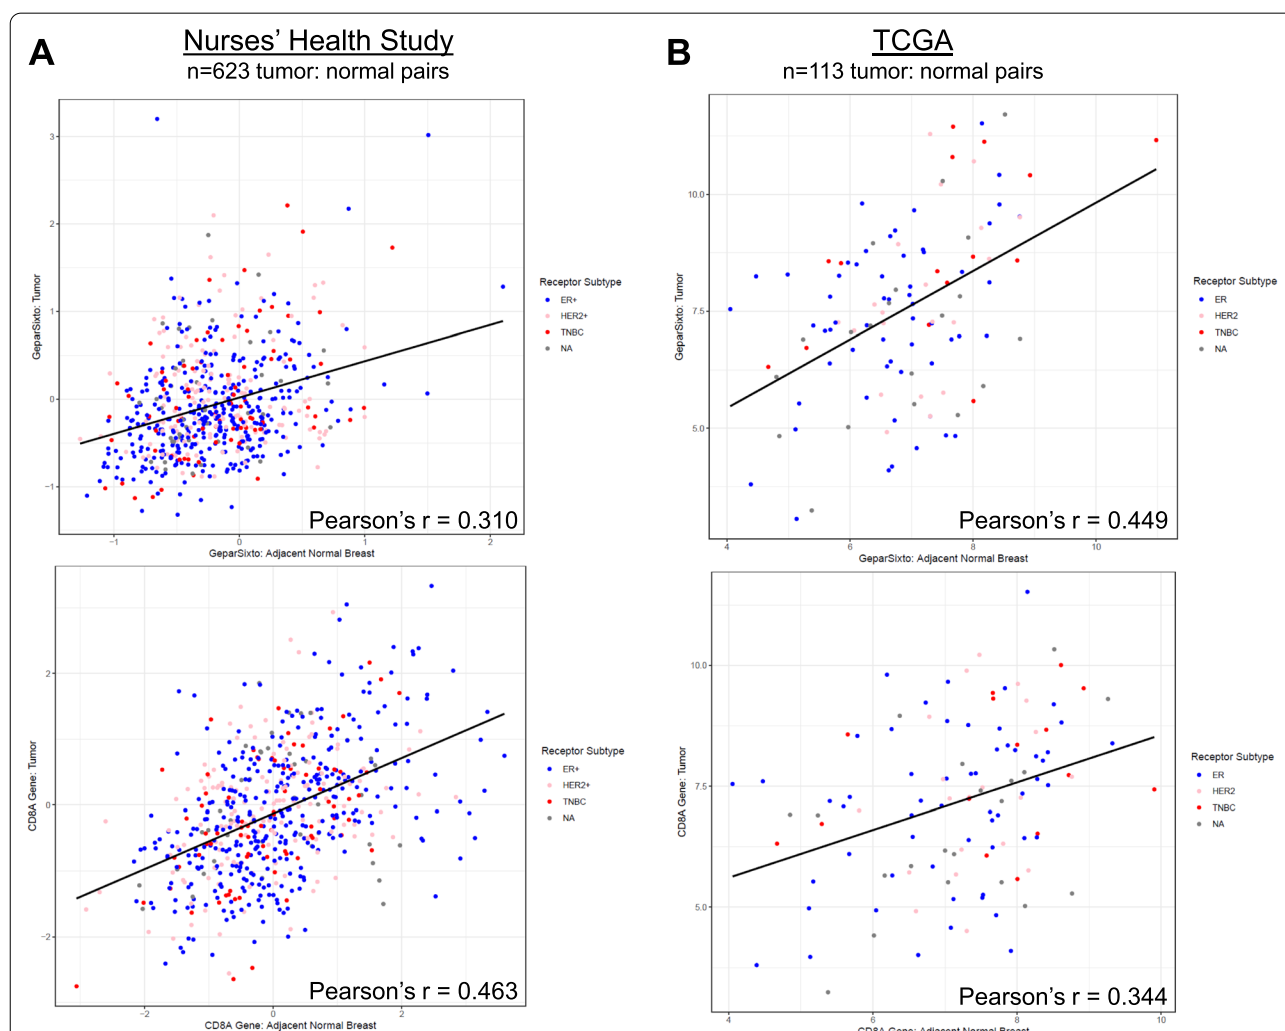 A
Nurses’ Health Study
n=623 tumor: normal pairs
GeparSixto: Tumor
3
2
1
0
−1
−1
0
1
2
GeparSixto: Adjacent Normal Breast
Pearson’s r = 0.310
Receptor Subtype
ER+
HER2+
TNBC
NA
CD8A Gene: Tumor
2
0
−2
−2
0
2
CD8A Gene: Adjacent Normal Breast
Pearson’s r = 0.463
Receptor Subtype
ER+
HER2+
TNBC
NA
B
TCGA
n=113 tumor: normal pairs
GeparSixto: Tumor
10.0
7.5
5.0
4
6
8
10
GeparSixto: Adjacent Normal Breast
Pearson’s r = 0.449
Receptor Subtype
ER
HER2
TNBC
NA
CD8A Gene: Tumor
10.0
7.5
5.0
4
6
8
10
CD8A Gene: Adjacent Normal Breast
Pearson’s r = 0.344
Receptor Subtype
ER
HER2
TNBC
NA